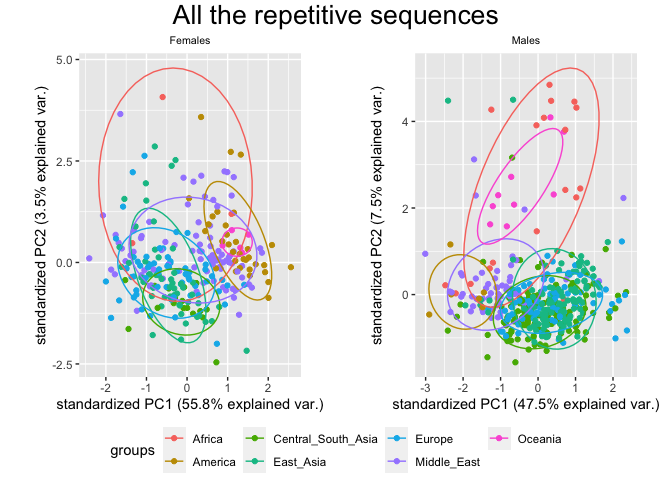 All the repetitive sequences
Females
Males
standardized PC2 (3.5% explained var.)
5.0
2.5
0.0
-2.5
-2
-1
0
1
2
standardized PC1 (55.8% explained var.)
standardized PC2 (7.5% explained var.)
4
2
0
-3
-2
-1
0
1
2
standardized PC1 (47.5% explained var.)
groups
Africa
America
Central_South_Asia
East_Asia
Europe
Middle_East
Oceania